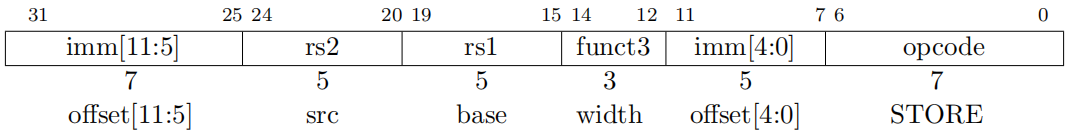 31 25 24 20 19 15 14 12 11 7 6 0
imm[11:5] rs2 rs1 funct3 imm[4:0] opcode
7 5 5 3 5 7
offset[11:5] src base width offset[4:0] STORE